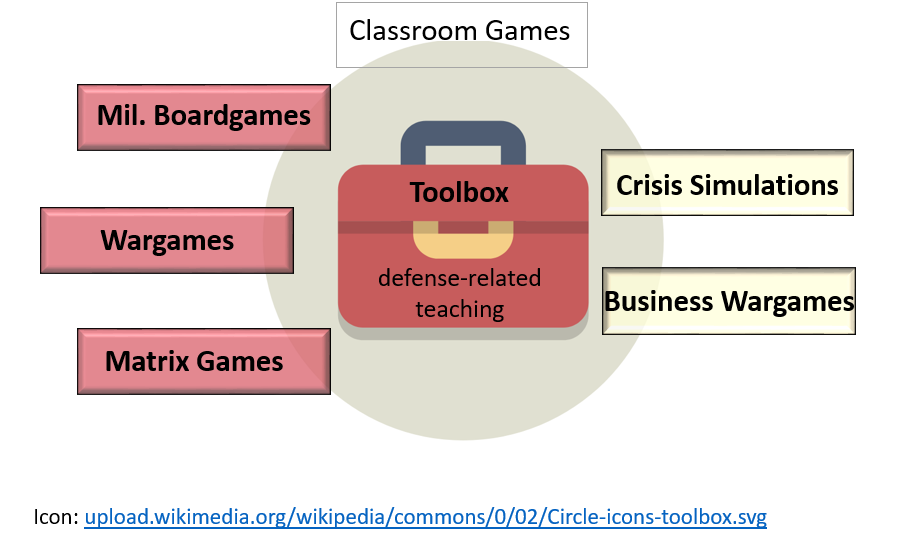 Classroom Games
Mil. Boardgames
Wargames
Matrix Games
Toolbox
defense-related
teaching
Crisis Simulations
Business Wargames
Icon: upload.wikimedia.org/wikipedia/commons/0/02/Circle-icons-toolbox.svg